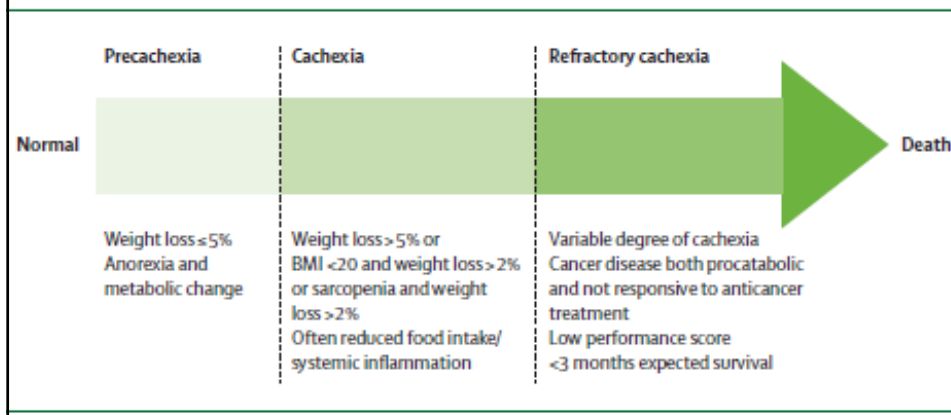 Precachexia
Cachexia
Refractory cachexia
Normal
Death
Weight loss ≤5%
Anorexia and
metabolic change
Weight loss >5% or
BMI <20 and weight loss >2%
or sarcopenia and weight
loss >2%
Often reduced food intake/
systemic inflammation
Variable degree of cachexia
Cancer disease both procatabolic
and not responsive to anticancer
treatment
Low performance score
<3 months expected survival